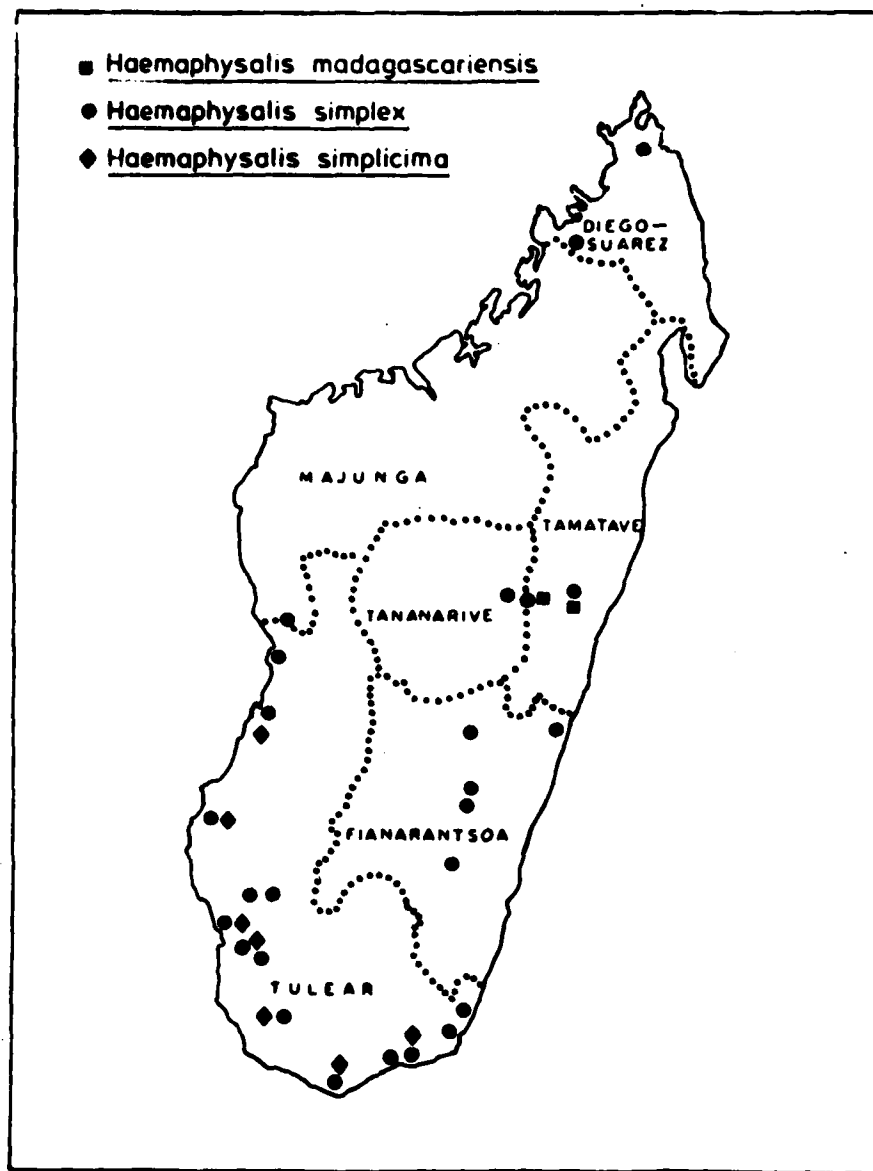 Haemaphysalis madagascariensis
Haemaphysalis simplex
Haemaphysalis simplicima
DIEGO–
SUAREZ
MAJUNGA
TAMATAVE
TANANARIVE
FIANARANTSOA
TULEAR